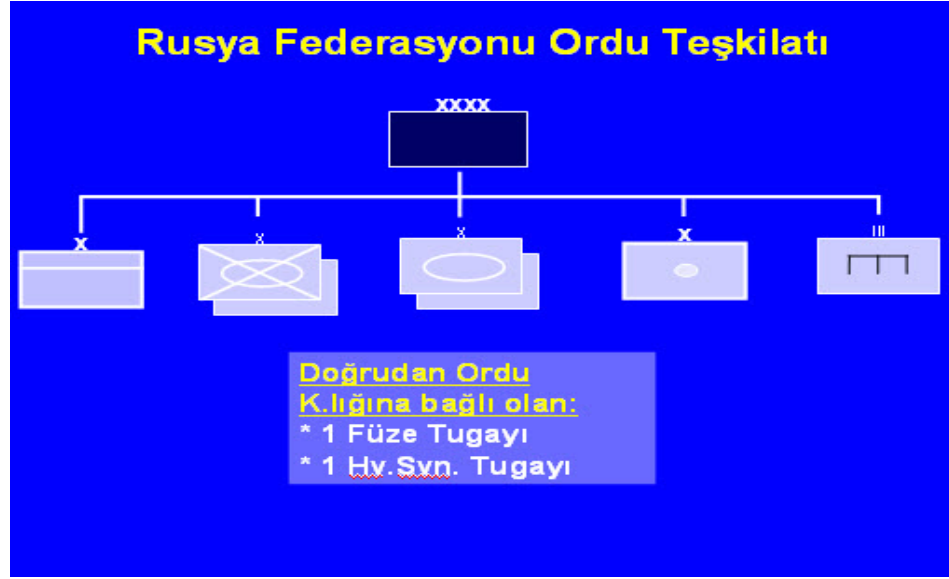 Rusya Federasyonu Ordu Teşkilatı
XXXX
X X X X III
Doğrudan Ordu
K.lığına bağlı olan:
* 1 Füze Tugayı
* 1 Hv.Svn. Tugayı